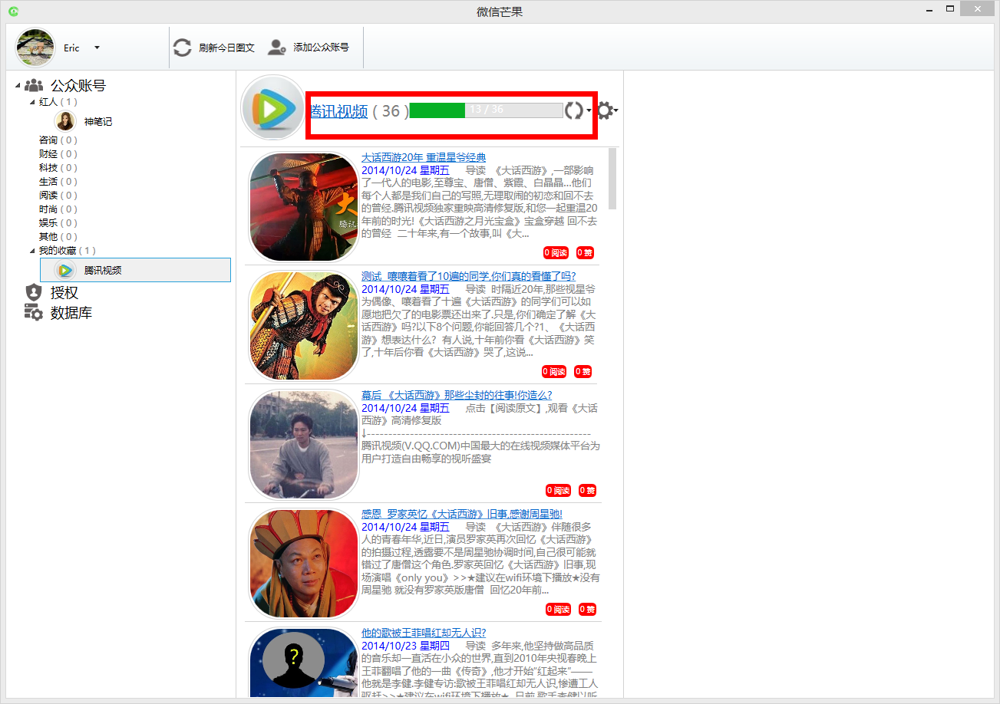 微信芒果
Eric
刷新今日图文
添加公众账号
公众账号
红人 ( 1 )
神笔记
咨询 ( 0 )
财经 ( 0 )
科技 ( 0 )
生活 ( 0 )
阅读 ( 0 )
时尚 ( 0 )
娱乐 ( 0 )
其他 ( 0 )
我的收藏 ( 1 )
腾讯视频
授权
数据库
腾讯视频 ( 36 )
13 / 36
大话西游20年 重温星爷经典
2014/10/24 星期五 导读 《大话西游》,一部影响
了一代人的电影,至尊宝、唐僧、紫霞、白晶晶...他们
每个人都是我们自己的写照,无理取闹的初恋和回不去
的曾经.腾讯视频独家重映高清修复版,和您一起重温20
年前的时光!《大话西游之月光宝盒》宝盒穿越 回不去
的曾经 二十年来,有一个故事,叫《大...
0 阅读
0 赞
测试 嚷嚷着看了10遍的同学,你们真的看懂了吗?
2014/10/24 星期五 导读 时隔近20年,那些视星爷
为偶像、嚷着看了十遍《大话西游》的同学们可以如
愿地把欠了的电影票还出来了.只是,你们确定了解《大
话西游》吗?以下8个问题,你能回答几个?1、《大话西
游》想表达什么? 有人说,十年前你看《大话西游》笑
了,十年后你看《大话西游》哭了,这说...
0 阅读
0 赞
幕后 《大话西游》那些尘封的往事!你造么?
2014/10/24 星期五 点击【阅读原文】,观看《大话
西游》高清修复版
↓----------------------------------------------------
腾讯视频(V.QQ.COM)中国最大的在线视频媒体平台为
用户打造自由畅享的视听盛宴
0 阅读
0 赞
感恩 罗家英忆《大话西游》旧事,感谢周星驰!
2014/10/24 星期五 导读 《大话西游》伴随很多
人的青春年华,近日,演员罗家英再次回忆《大话西游》
的拍摄过程,透露要不是周星驰协调时间,自己很可能就
错过了唐僧这个角色.罗家英回忆《大话西游》旧事,现
场演唱《only you》>>★建议在wifi环境下播放★没有
周星驰 就没有罗家英版唐僧 回忆20年前...
0 阅读
0 赞
他的歌被王菲唱红却无人识?
2014/10/23 星期四 导读 多年来,他坚持做高品质
的音乐却一直活在小众的世界,直到2010年央视春晚上
王菲翻唱了他的一曲《传奇》,他才开始“红起来”——
他就是李健.李健专访:歌被王菲唱红却无人识,惨遭工人
驱赶>>★建议在wifi环境下播放★ 日前,歌手李健以听